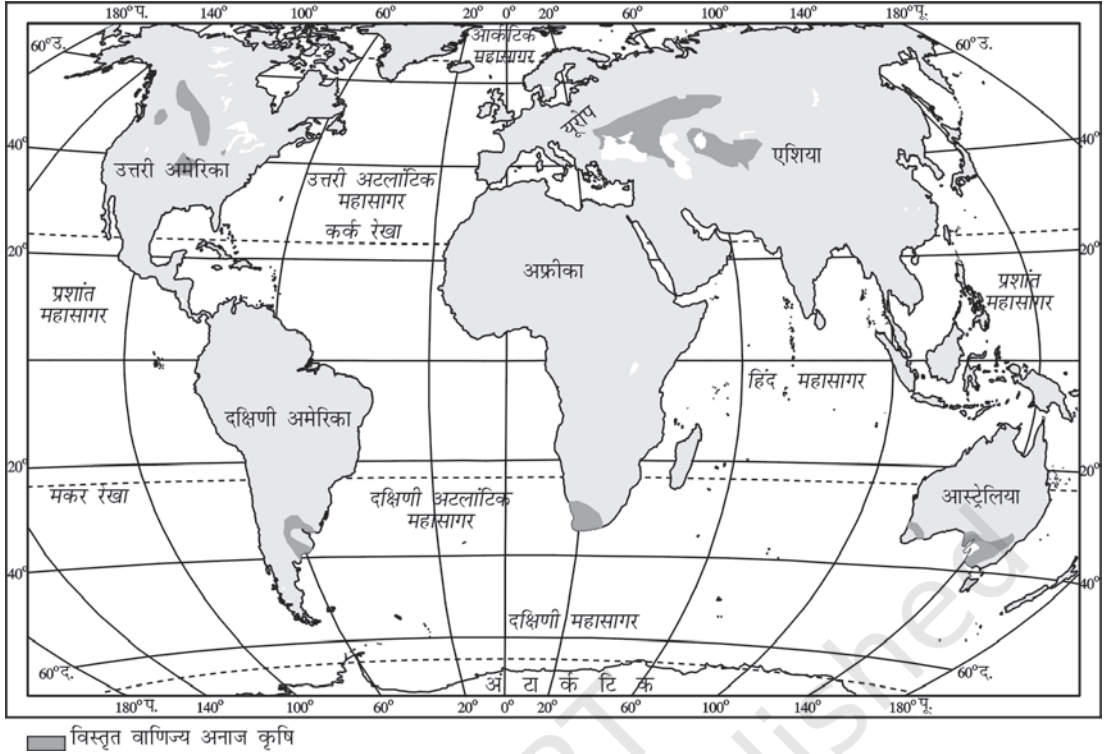 180° प. 140° 100° 60° 20° 0° 20° 60° 100° 140° 180° पू.
60° उ.
आर्कटिक
महासागर
60° उ.
यूरोप
40°
40°
उत्तरी अमेरिका
एशिया
उत्तरी अटलांटिक
महासागर
कर्क रेखा
20°
20°
अफ्रीका
प्रशांत
महासागर
प्रशांत
महासागर
हिंद महासागर
दक्षिणी अमेरिका
20°
20°
मकर रेखा
दक्षिणी अटलांटिक
महासागर
आस्ट्रेलिया
40°
40°
दक्षिणी महासागर
60° द.
60° द.
अं टा र्क टि क
180° पू. 140° 100° 60° 20° 0° 20° 60° 100° 140° 180° पू.
विस्तृत वाणिज्य अनाज कृषि